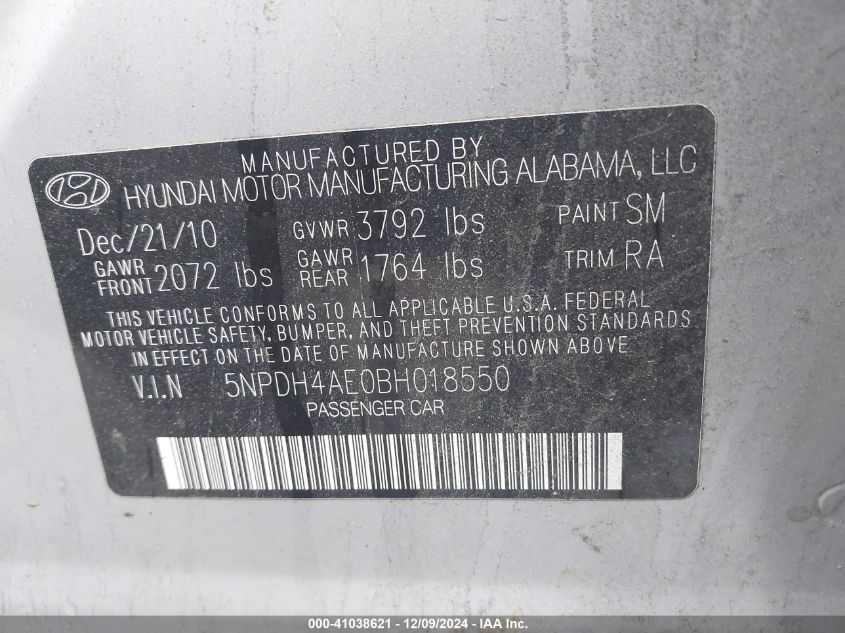 MANUFACTURED BY
HYUNDAI MOTOR MANUFACTURING ALABAMA, LLC
Dec/21/10 GVWR 3792 lbs PAINT SM
GAWR FRONT 2072 lbs GAWR REAR 1764 lbs TRIM RA
THIS VEHICLE CONFORMS TO ALL APPLICABLE U.S.A. FEDERAL
MOTOR VEHICLE SAFETY, BUMPER, AND THEFT PREVENTION STANDARDS
IN EFFECT ON THE DATE OF MANUFACTURE SHOWN ABOVE
V.I.N 5NPDH4AE0BH018550
PASSENGER CAR
000-41038621 - 12/09/2024 - IAA Inc.